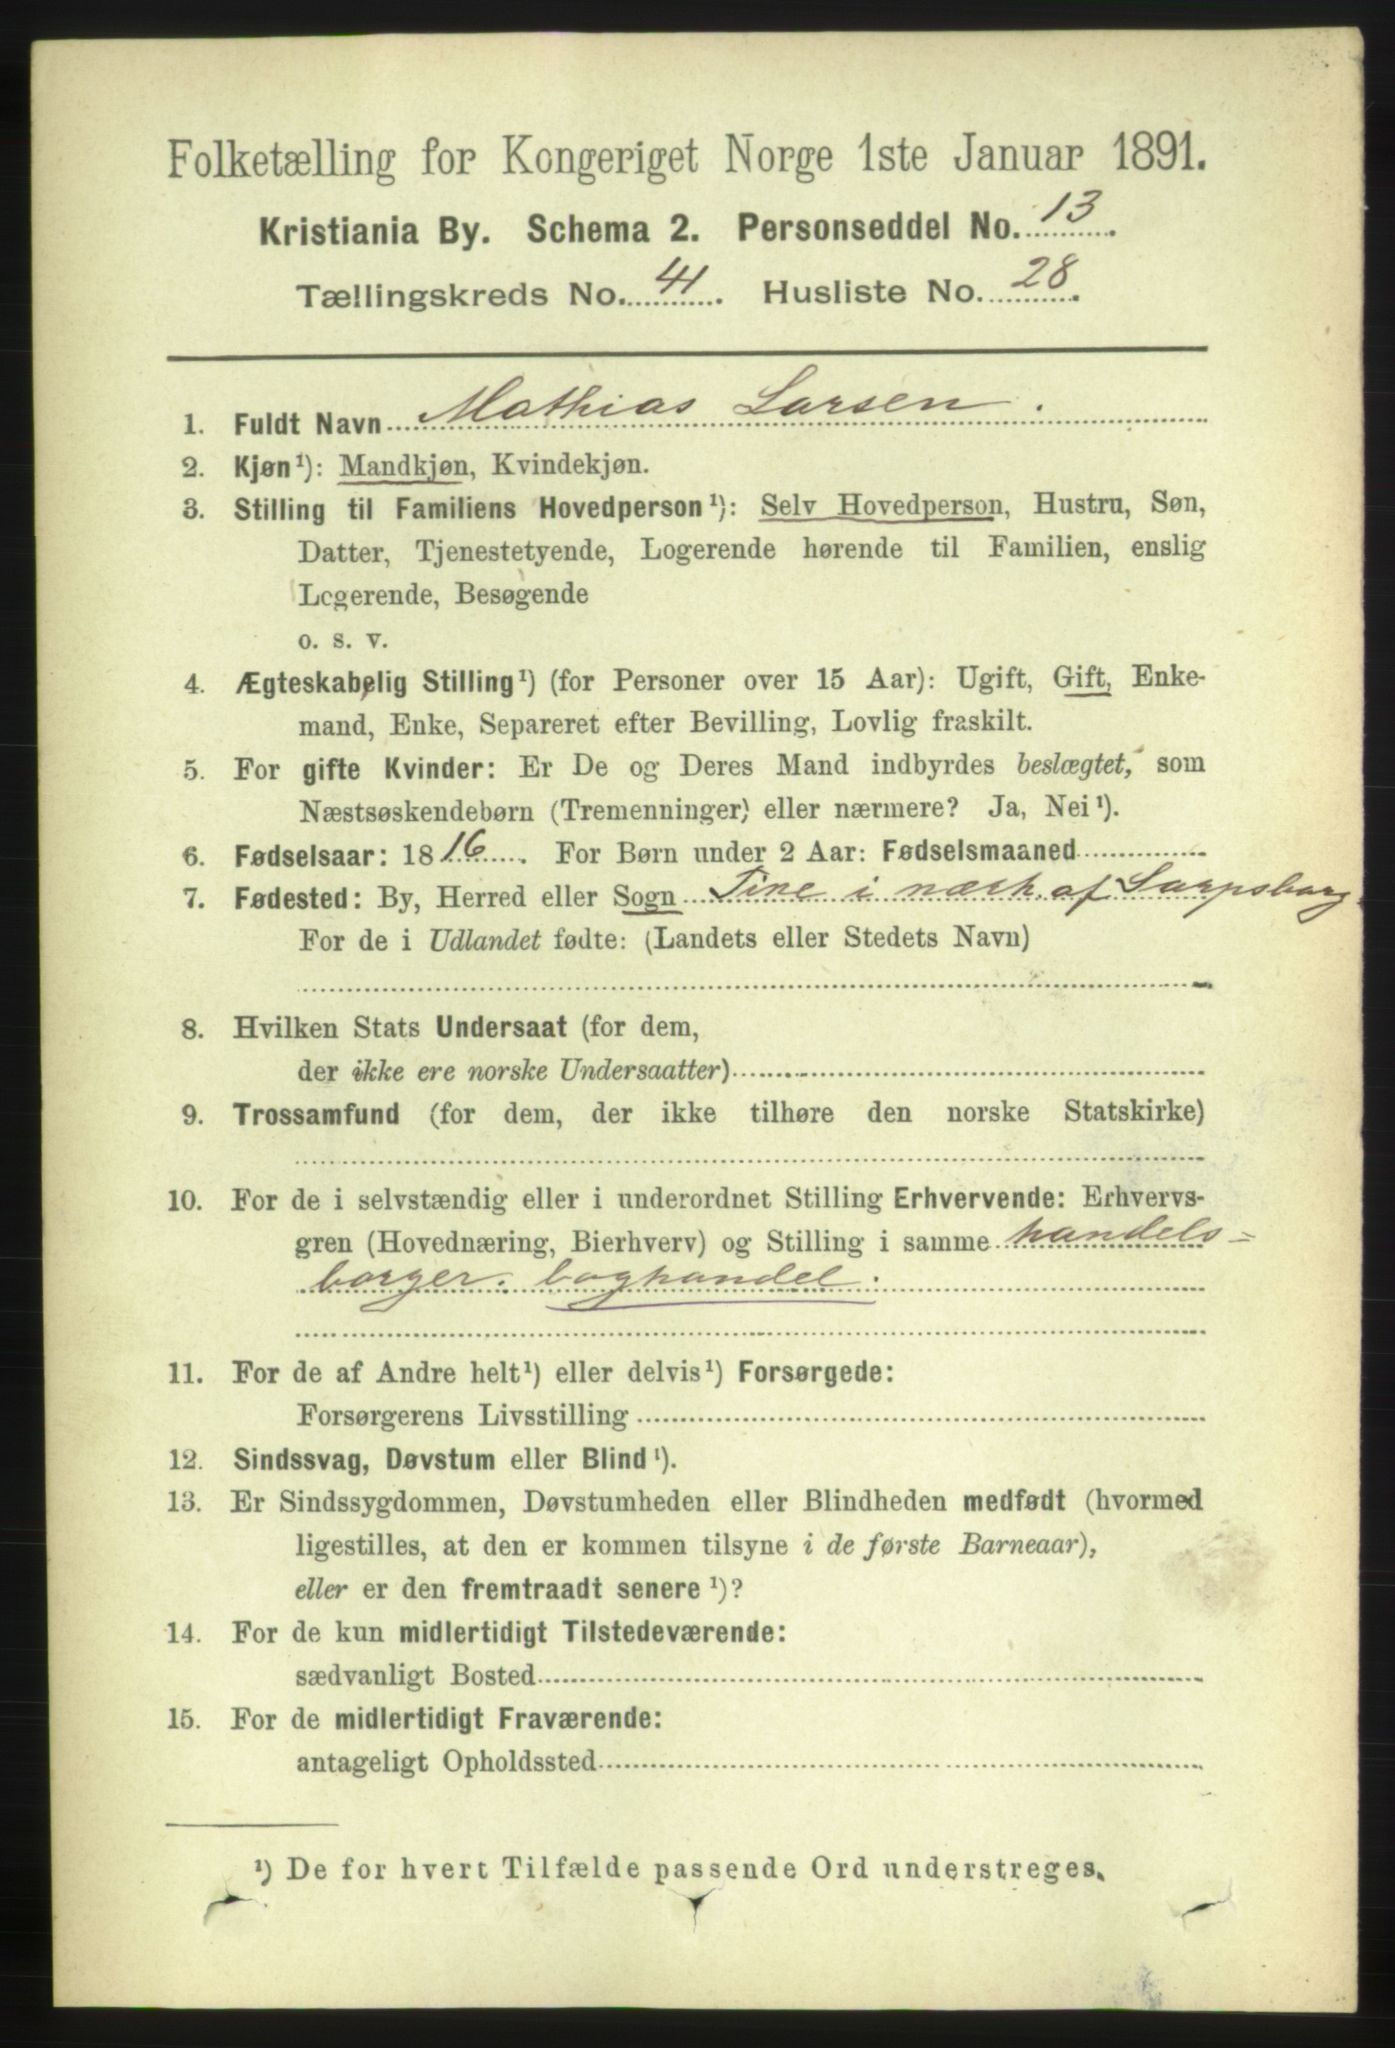 Folketælling for Kongeriget Norge 1ste Januar 1891.
Kristiania By. Schema 2. Personseddel No. 13.
Tællingskreds No. 41. Husliste No. 28.
1. Fuldt Navn Mathias Larsen.
2. Kjøn¹): Mandkjøn, Kvindekjøn.
3. Stilling til Familiens Hovedperson¹): Selv Hovedperson, Hustru, Søn,
Datter, Tjenestetyende, Logerende hørende til Familien, enslig
Logerende, Besøgende
o. s. v.
4. Ægteskabelig Stilling¹) (for Personer over 15 Aar): Ugift, Gift, Enke-
mand, Enke, Separeret efter Bevilling, Lovlig fraskilt.
5. For gifte Kvinder: Er De og Deres Mand indbyrdes beslægtet, som
Næstsøskendebørn (Tremenninger) eller nærmere? Ja, Nei¹).
6. Fødselsaar: 1816. For Børn under 2 Aar: Fødselsmaaned
7. Fødested: By, Herred eller Sogn Tine i nærh. af Sarpsborg.
For de i Udlandet fødte: (Landets eller Stedets Navn)
8. Hvilken Stats Undersaat (for dem,
der ikke ere norske Undersaatter)
9. Trossamfund (for dem, der ikke tilhøre den norske Statskirke)
10. For de i selvstændig eller i underordnet Stilling Erhvervende: Erhvervs-
gren (Hovednæring, Bierhverv) og Stilling i samme handels=
borger. boghandel.
11. For de af Andre helt¹) eller delvis¹) Forsørgede:
Forsørgerens Livsstilling
12. Sindssvag, Døvstum eller Blind¹).
13. Er Sindssygdommen, Døvstumheden eller Blindheden medfødt (hvormed
ligestilles, at den er kommen tilsyne i de første Barneaar),
eller er den fremtraadt senere¹)?
14. For de kun midlertidigt Tilstedeværende:
sædvanligt Bosted
15. For de midlertidigt Fraværende:
antageligt Opholdssted
¹) De for hvert Tilfælde passende Ord understreges.